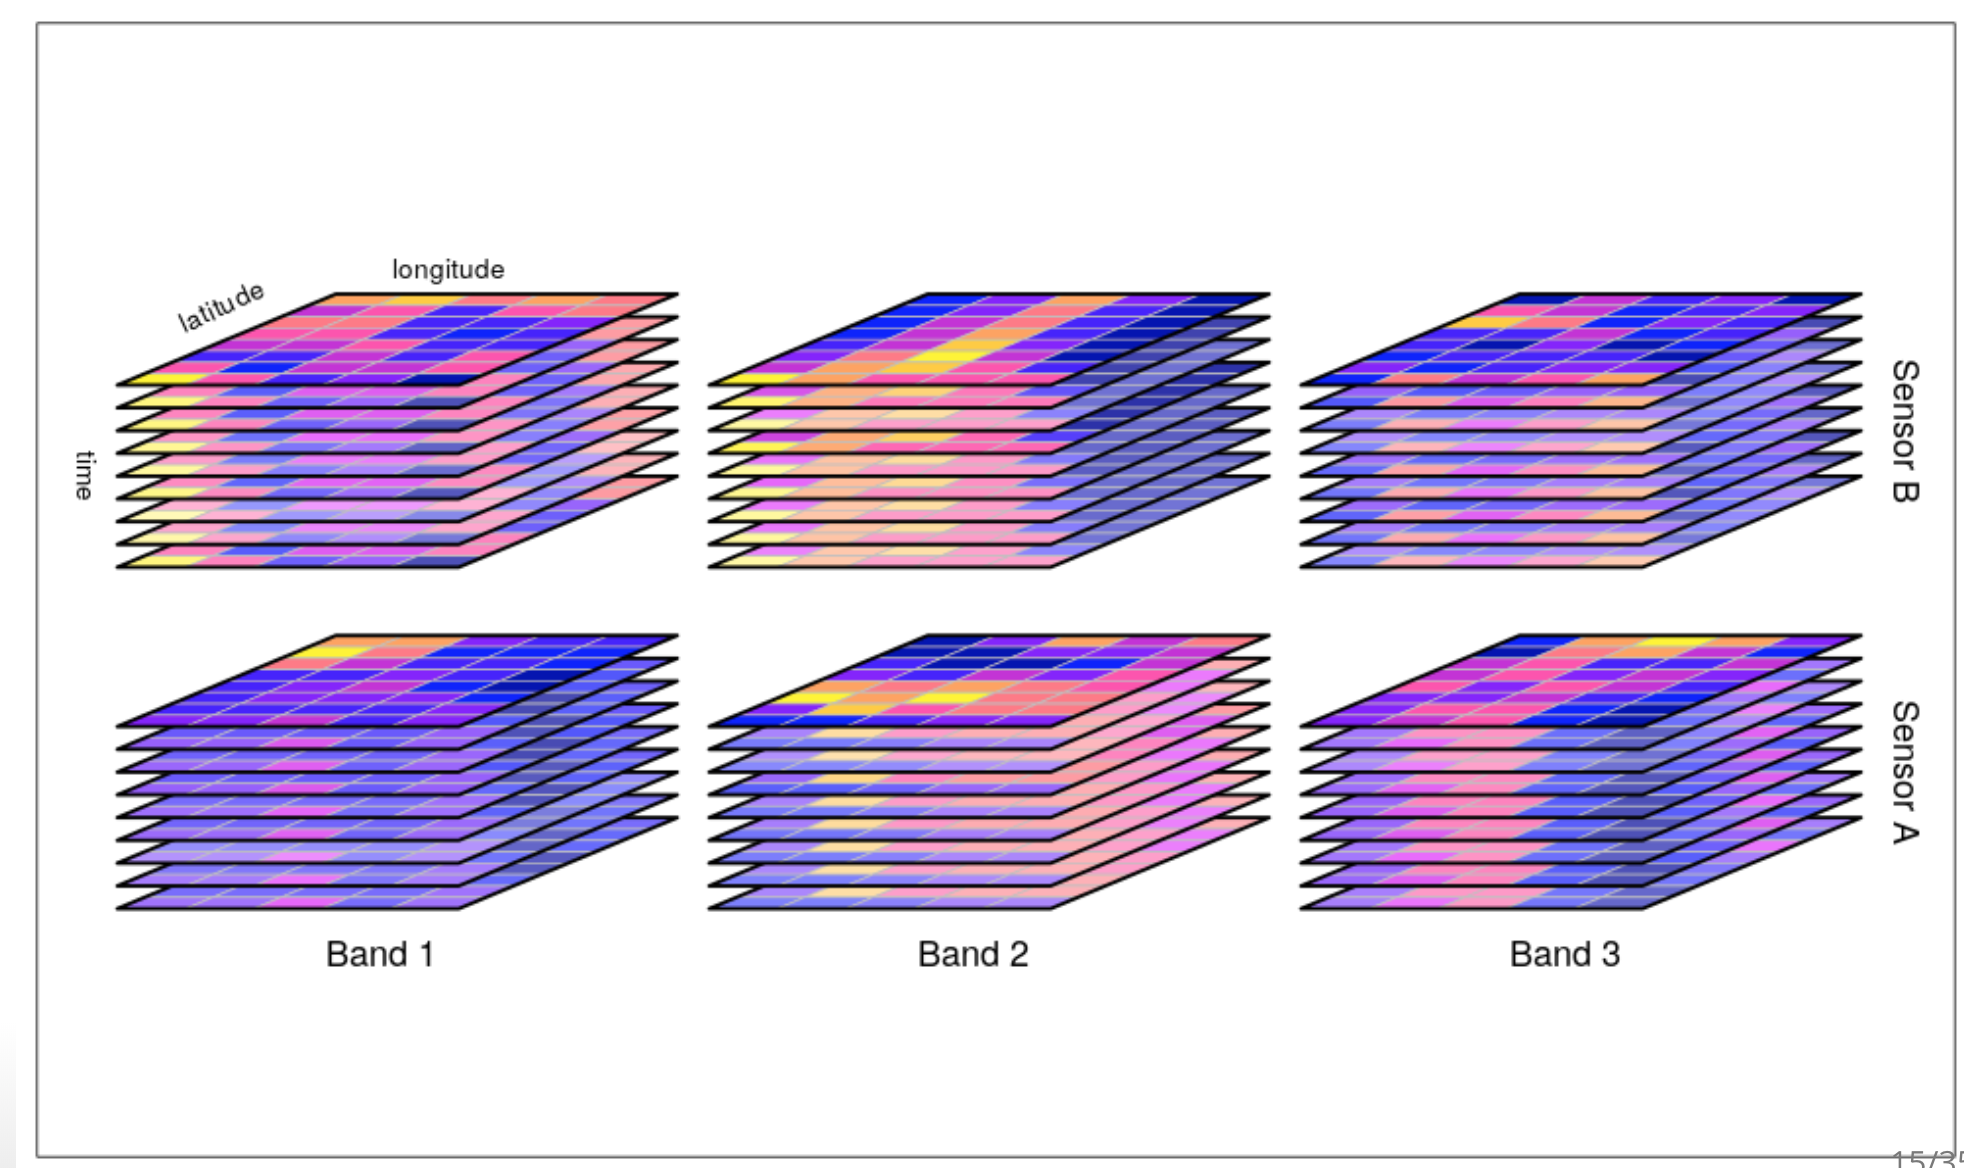 longitude
latitude
time
Sensor B
Sensor A
Band 1
Band 2
Band 3